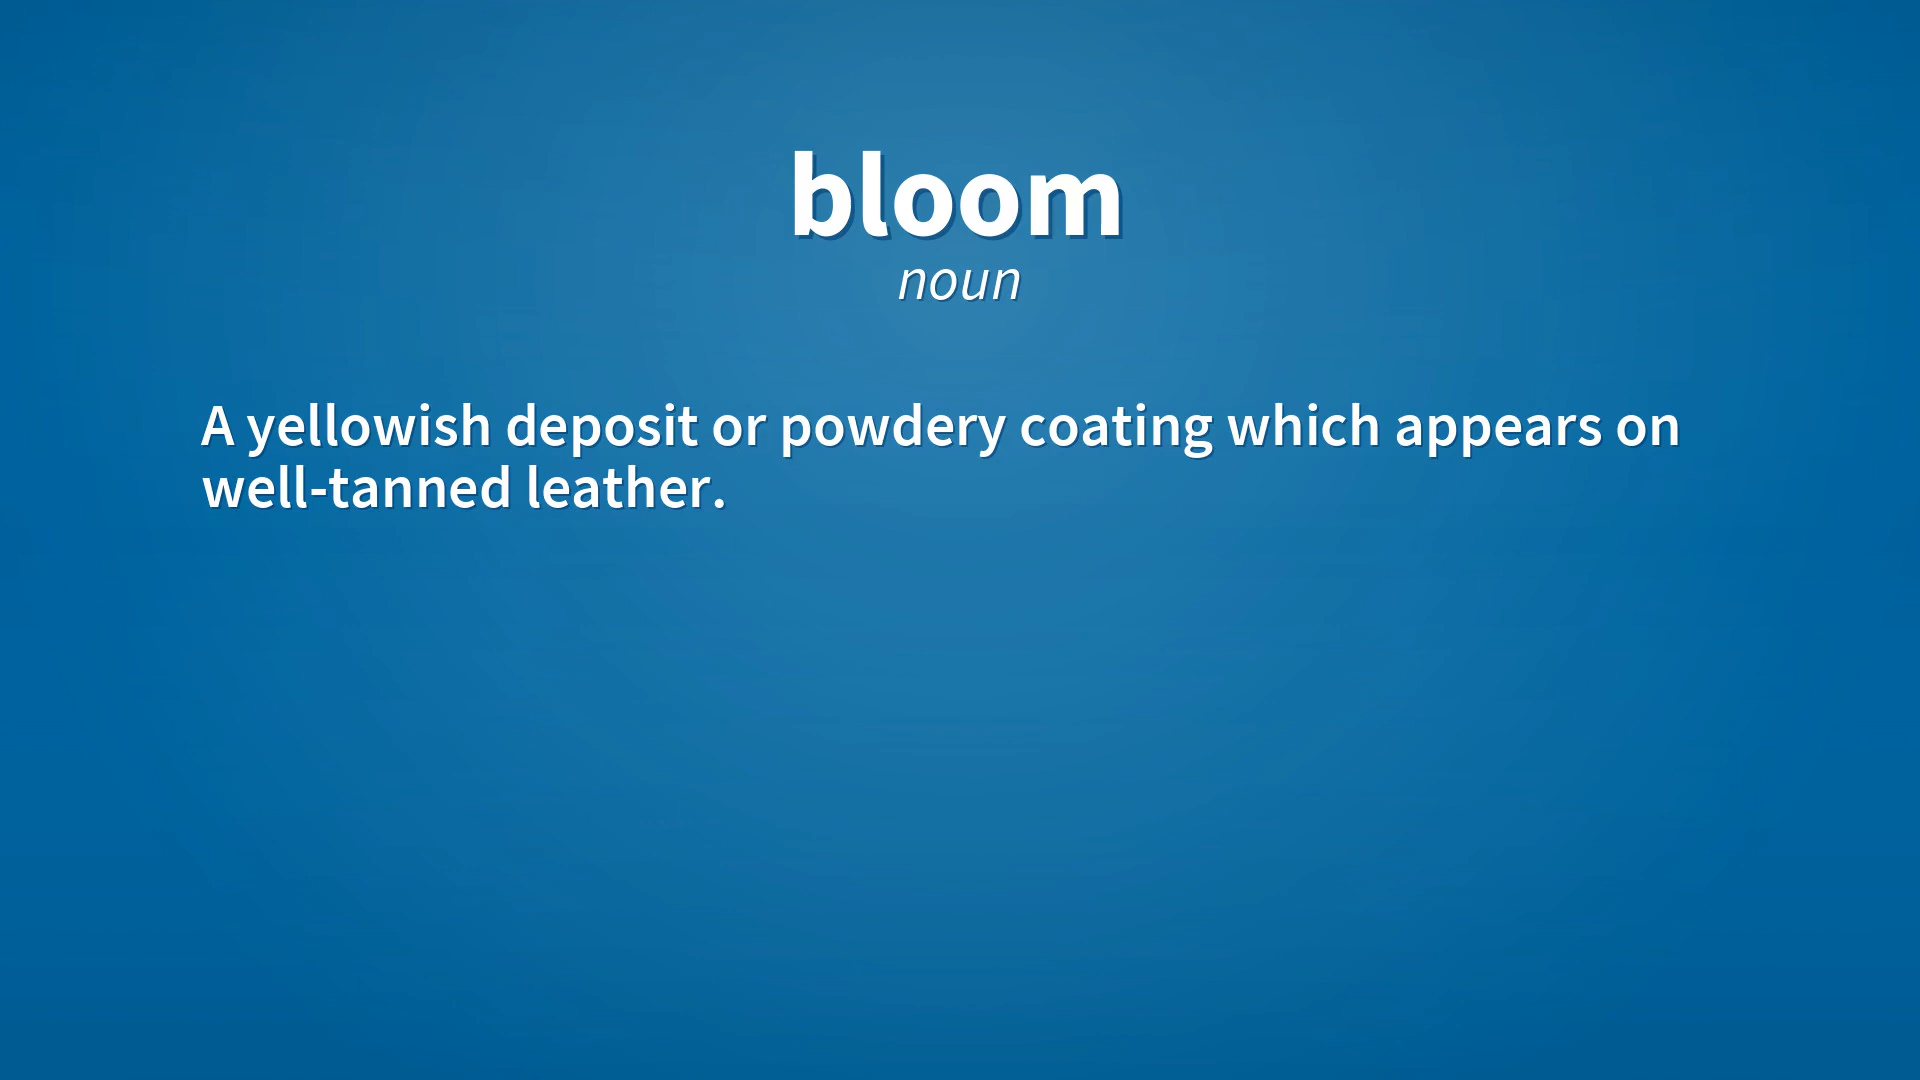 bloom
noun
A yellowish deposit or powdery coating which appears on
well-tanned leather.